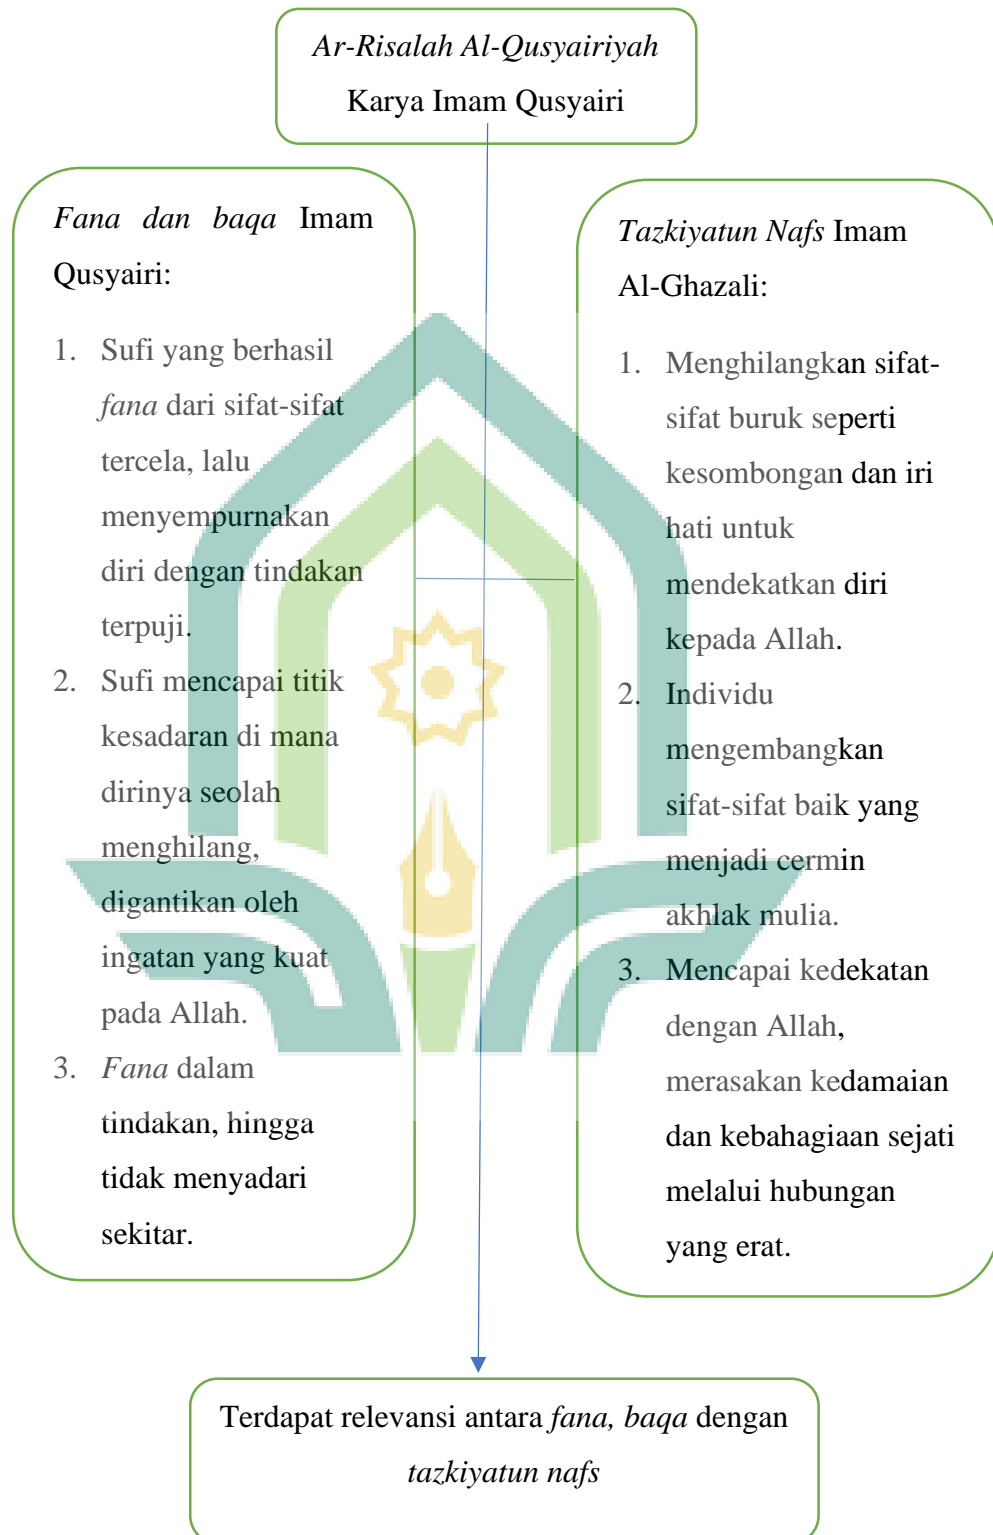 Ar-Risalah Al-Qusyairiyah
Karya Imam Qusyairi
Fana dan baqa Imam
Qusyairi:
1. Sufi yang berhasil
fana dari sifat-sifat
tercela, lalu
menyempurnakan
diri dengan tindakan
terpuji.
2. Sufi mencapai titik
kesadaran di mana
dirinya seolah
menghilang,
digantikan oleh
ingatan yang kuat
pada Allah.
3. Fana dalam
tindakan, hingga
tidak menyadari
sekitar.
Tazkiyatun Nafs Imam
Al-Ghazali:
1. Menghilangkan sifat-
sifat buruk seperti
kesombongan dan iri
hati untuk
mendekatkan diri
kepada Allah.
2. Individu
mengembangkan
sifat-sifat baik yang
menjadi cermin
akhlak mulia.
3. Mencapai kedekatan
dengan Allah,
merasakan kedamaian
dan kebahagiaan sejati
melalui hubungan
yang erat.
Terdapat relevansi antara fana, baqa dengan
tazkiyatun nafs